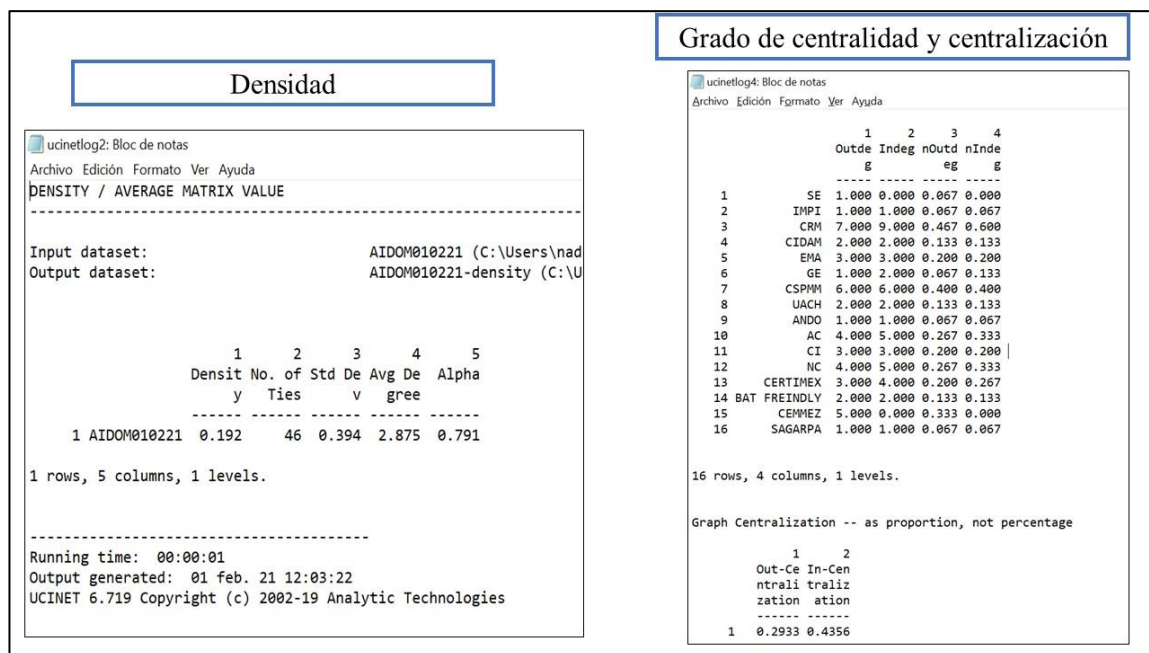 Densidad
ucinetlog2: Bloc de notas
Archivo Edición Formato Ver Ayuda
DENSITY / AVERAGE MATRIX VALUE
--------------------------------------------------------------------------------
Input dataset: AIDOM010221 (C:\Users\nad
Output dataset: AIDOM010221-density (C:\U
1 2 3 4 5
Densit No. of Std De Avg De Alpha
y Ties v gree
------ ------ ------ ------ ------
1 AIDOM010221 0.192 46 0.394 2.875 0.791
1 rows, 5 columns, 1 levels.
----------------------------------------
Running time: 00:00:01
Output generated: 01 feb. 21 12:03:22
UCINET 6.719 Copyright (c) 2002-19 Analytic Technologies
Grado de centralidad y centralización
ucinetlog4: Bloc de notas
Archivo Edición Formato Ver Ayuda
1 2 3 4
Outde Indeg nOutd nInde
g eg g
----- ----- ----- -----
1 SE 1.000 0.000 0.067 0.000
2 IMPI 1.000 1.000 0.067 0.067
3 CRM 7.000 9.000 0.467 0.600
4 CIDAM 2.000 2.000 0.133 0.133
5 EMA 3.000 3.000 0.200 0.200
6 GE 1.000 2.000 0.067 0.133
7 CSPMM 6.000 6.000 0.400 0.400
8 UACH 2.000 2.000 0.133 0.133
9 ANDO 1.000 1.000 0.067 0.067
10 AC 4.000 5.000 0.267 0.333
11 CI 3.000 3.000 0.200 0.200
12 NC 4.000 5.000 0.267 0.333
13 CERTIMEX 3.000 4.000 0.200 0.267
14 BAT FREINDLY 2.000 2.000 0.133 0.133
15 CEMMEZ 5.000 0.000 0.333 0.000
16 SAGARPA 1.000 1.000 0.067 0.067
16 rows, 4 columns, 1 levels.
Graph Centralization -- as proportion, not percentage
1 2
Out-Ce In-Cen
ntrali traliz
zation ation
------ ------
1 0.2933 0.4356